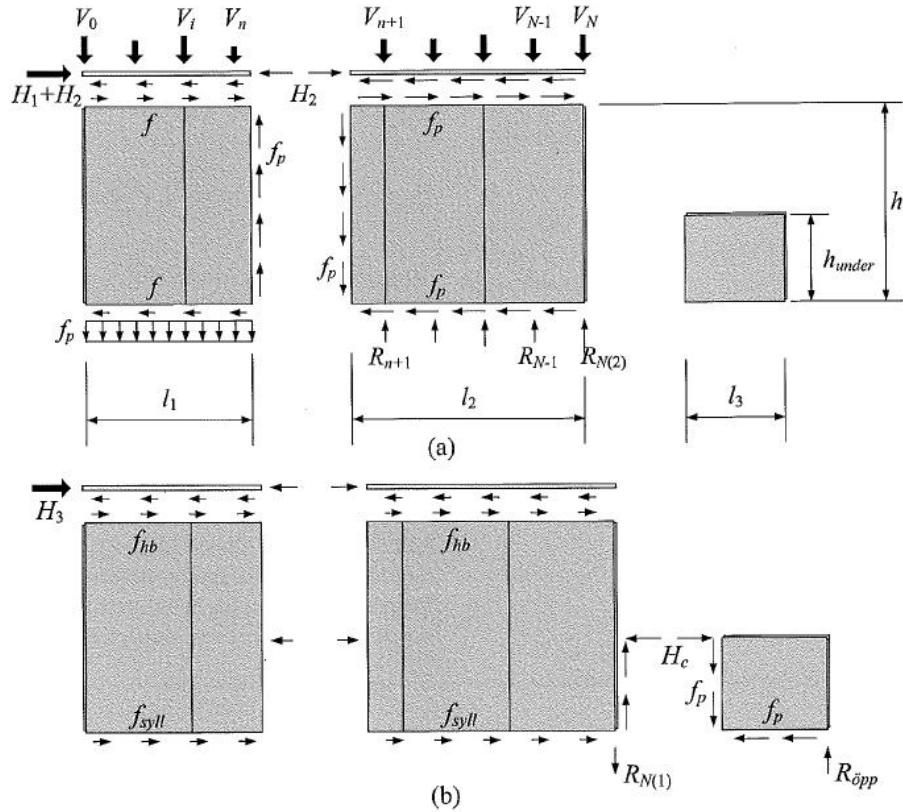 V0 Vi Vn Vn+1 VN-1 VN
H1+H2 H2
f fp fp h
fp hunder
f fp
fp
Rn+1 RN-1 RN(2)
l1 l2 l3
(a)
H3
fhb fhb
Hc
fp
fsyll fsyll fp
RN(1) Röpp
(b)